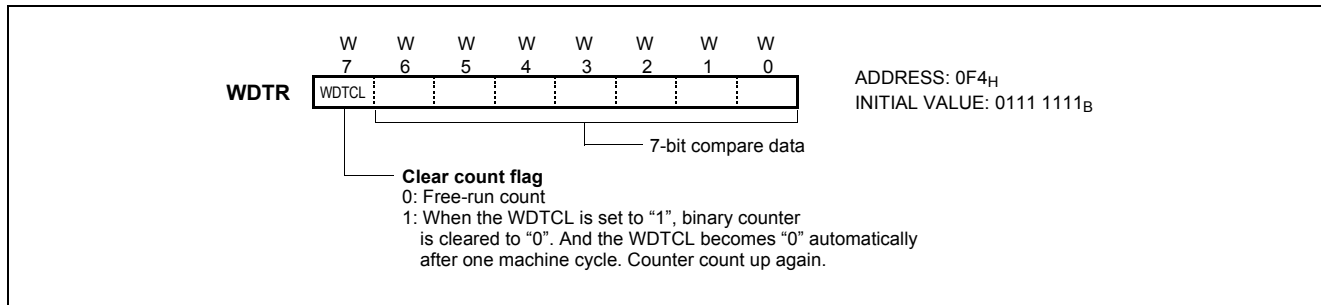 W W W W W W W W
7 6 5 4 3 2 1 0
WDTR WDTCL
ADDRESS: 0F4H
INITIAL VALUE: 0111 1111B
7-bit compare data
Clear count flag
0: Free-run count
1: When the WDTCL is set to “1”, binary counter
is cleared to “0”. And the WDTCL becomes “0” automatically
after one machine cycle. Counter count up again.